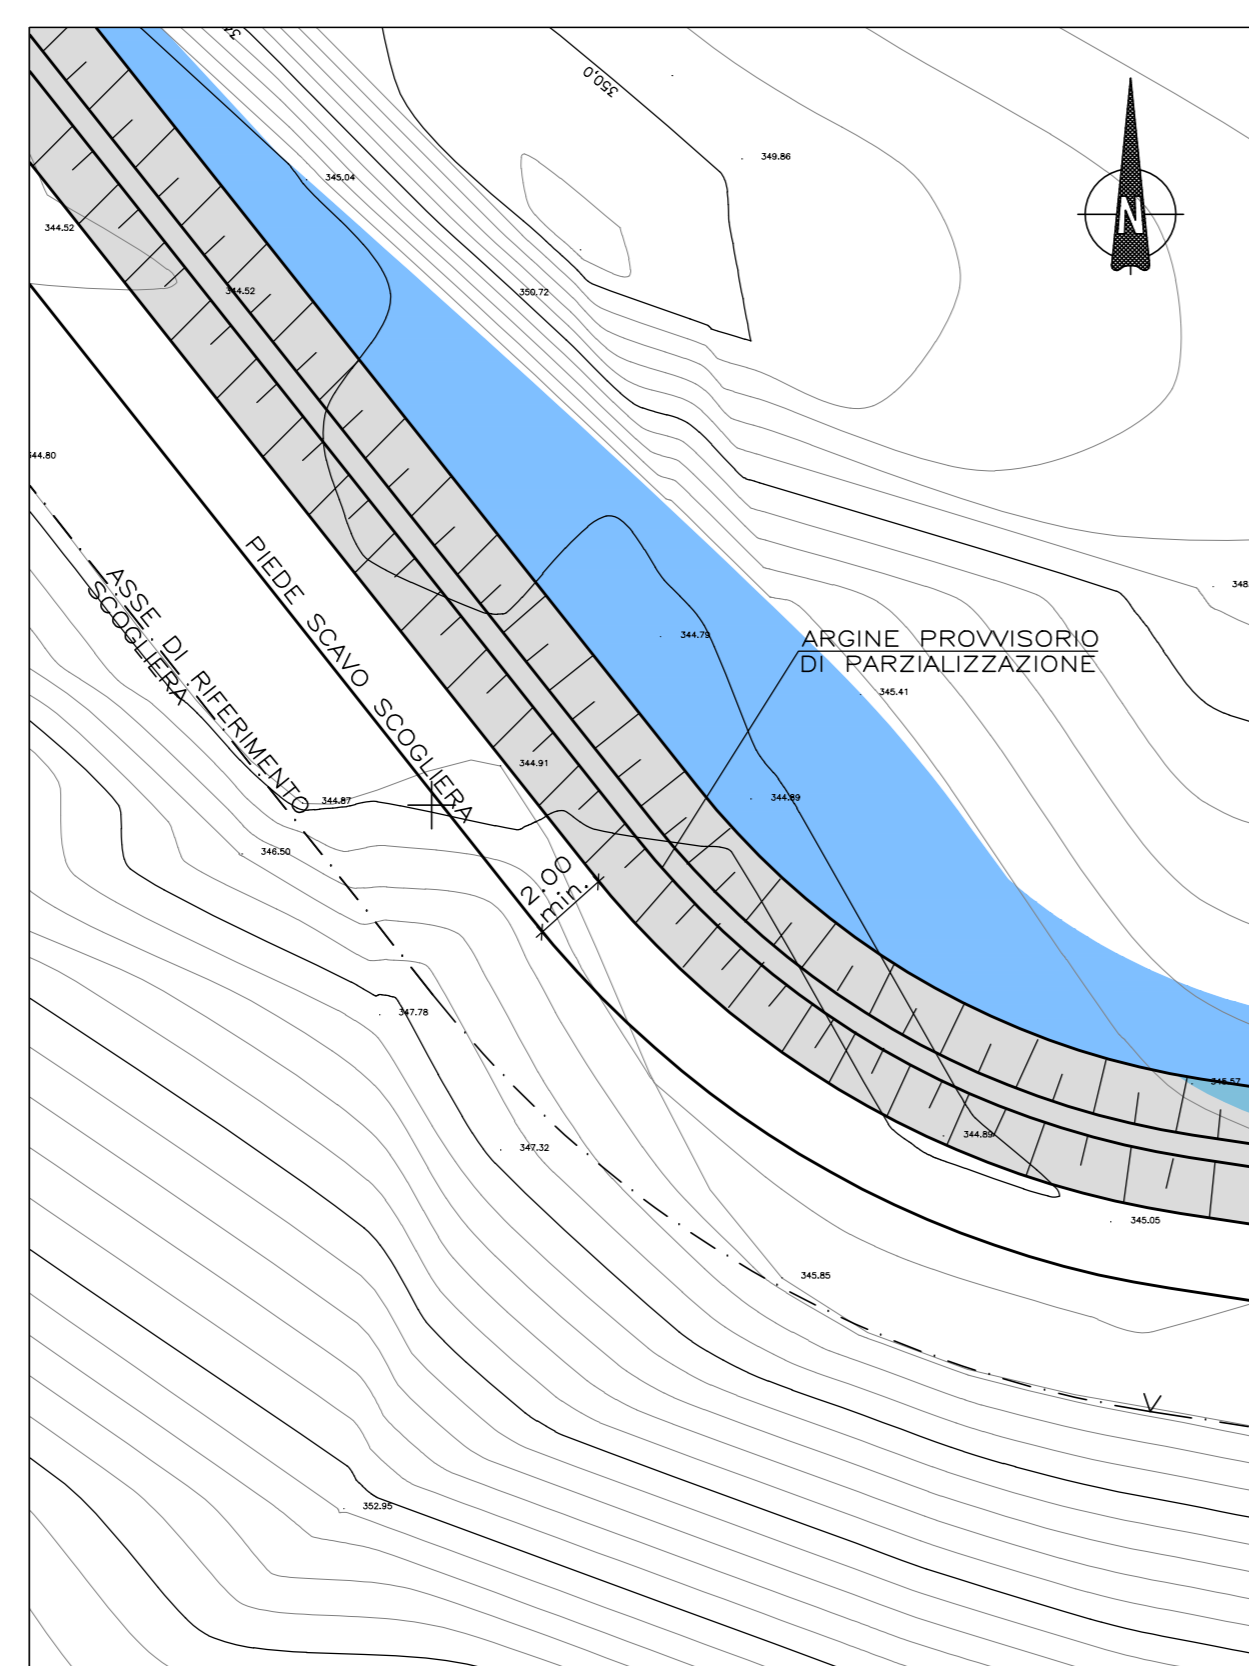 350.0
349.86
N
345.04
344.52
344.52
350.72
344.80
348.
ASSE DI RIFERIMENTO
SCOGLIERA
PIEDE SCAVO SCOGLIERA
344.79
ARGINE PROVVISORIO
DI PARZIALIZZAZIONE
345.41
344.91
344.87
344.89
346.50
2.00
min.
347.78
345.57
344.89
347.32
345.05
345.85
V
352.95